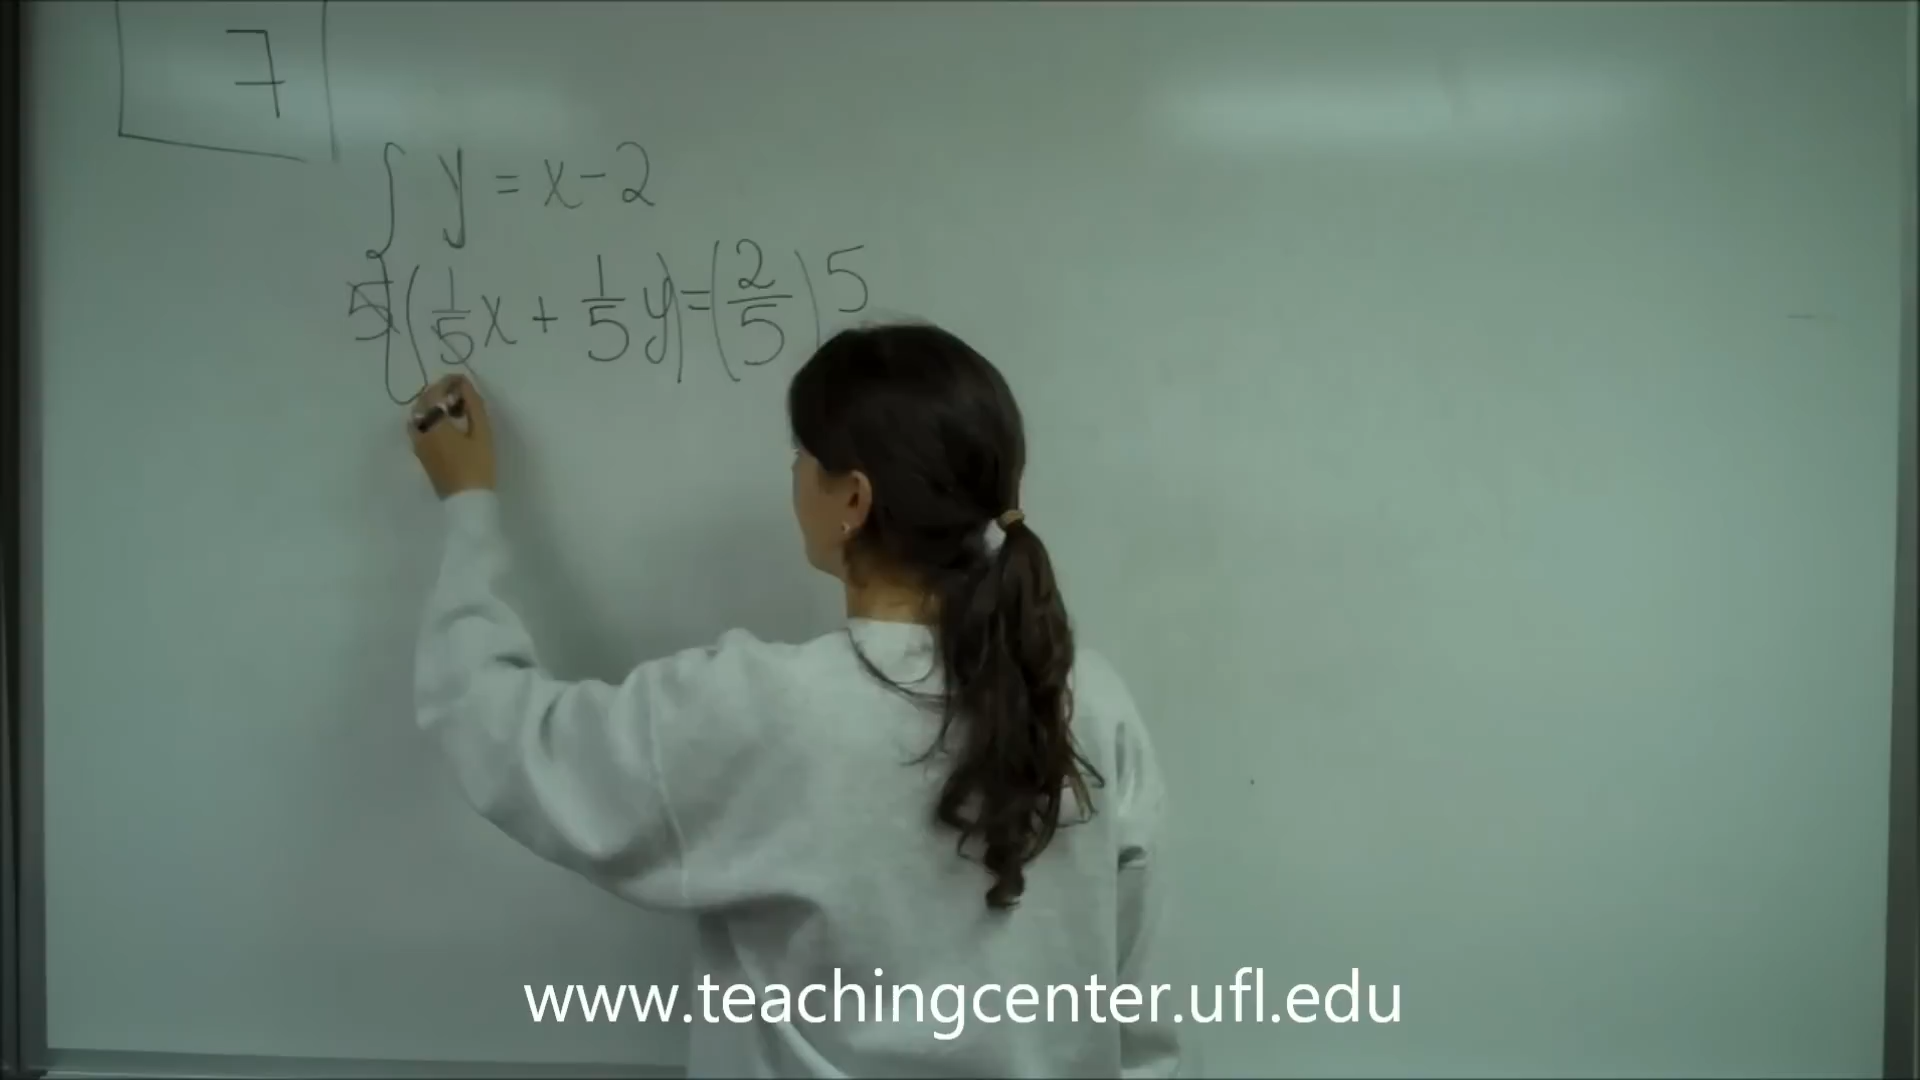 7
y = x - 2
5 ( 1/5 x + 1/5 y ) = ( 2/5 ) 5
www.teachingcenter.ufl.edu